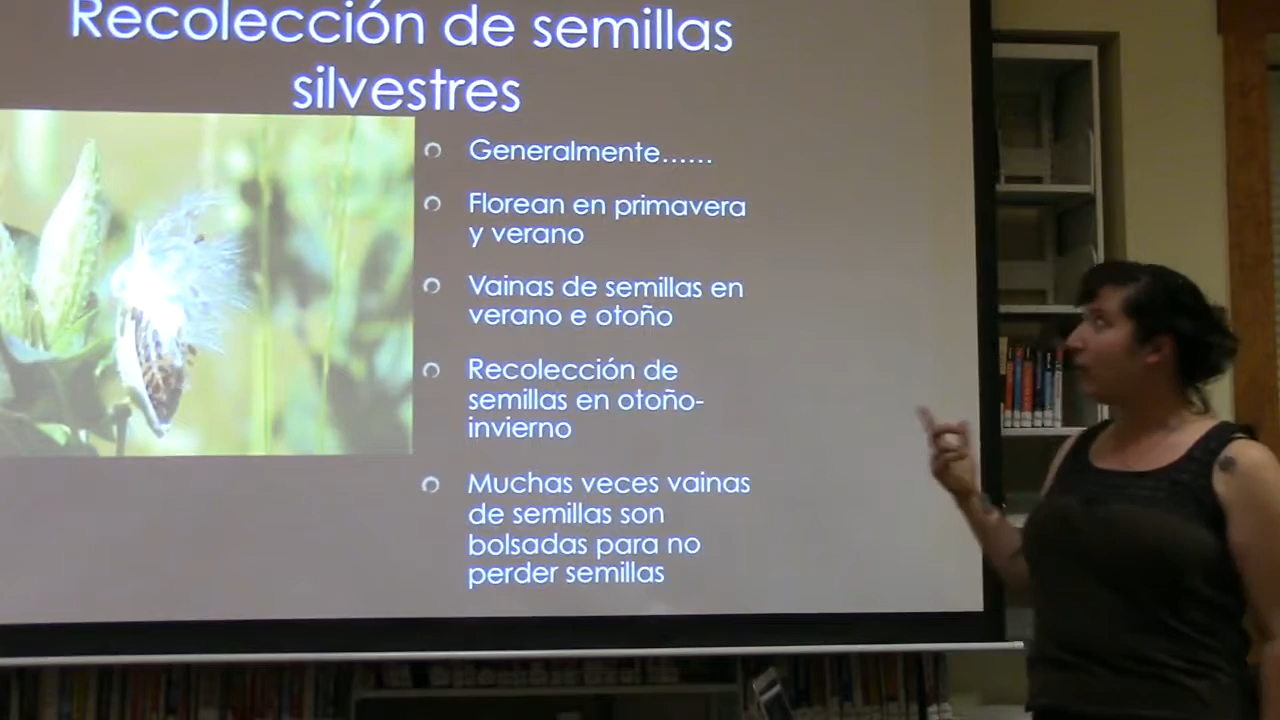 Recolección de semillas
silvestres
Generalmente......
Florean en primavera
y verano
Vainas de semillas en
verano e otoño
Recolección de
semillas en otoño-
invierno
Muchas veces vainas
de semillas son
bolsadas para no
perder semillas